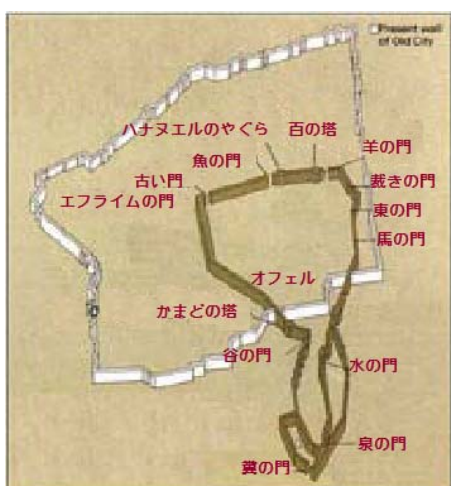 Present wall
of Old City
ハナヌエルのやぐら
百の塔
羊の門
魚の門
古い門
裁きの門
エフライムの門
東の門
馬の門
オフェル
かまどの塔
谷の門
水の門
泉の門
糞の門